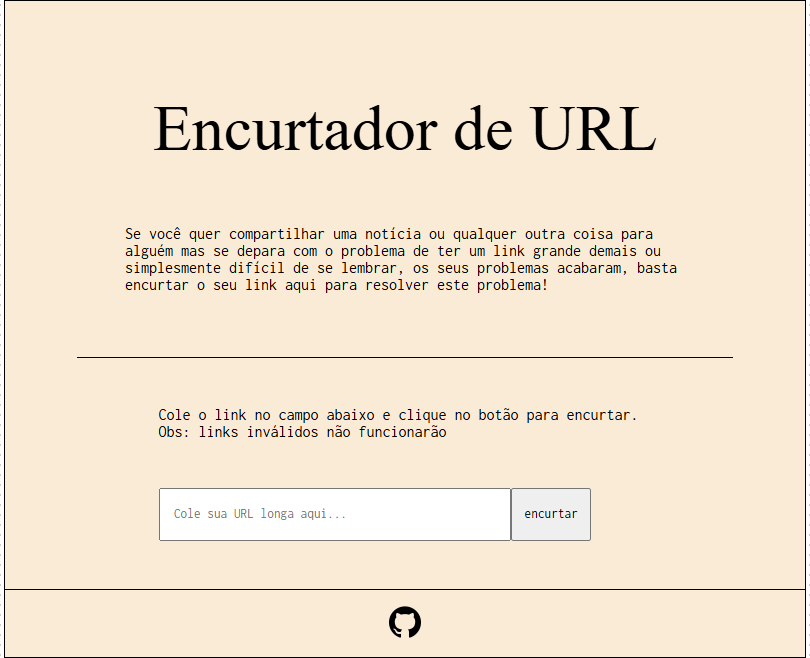 Encurtador de URL
Se você quer compartilhar uma notícia ou qualquer outra coisa para
alguém mas se depara com o problema de ter um link grande demais ou
simplesmente difícil de se lembrar, os seus problemas acabaram, basta
encurtar o seu link aqui para resolver este problema!
Cole o link no campo abaixo e clique no botão para encurtar.
Obs: links inválidos não funcionarão
Cole sua URL longa aqui...
encurtar